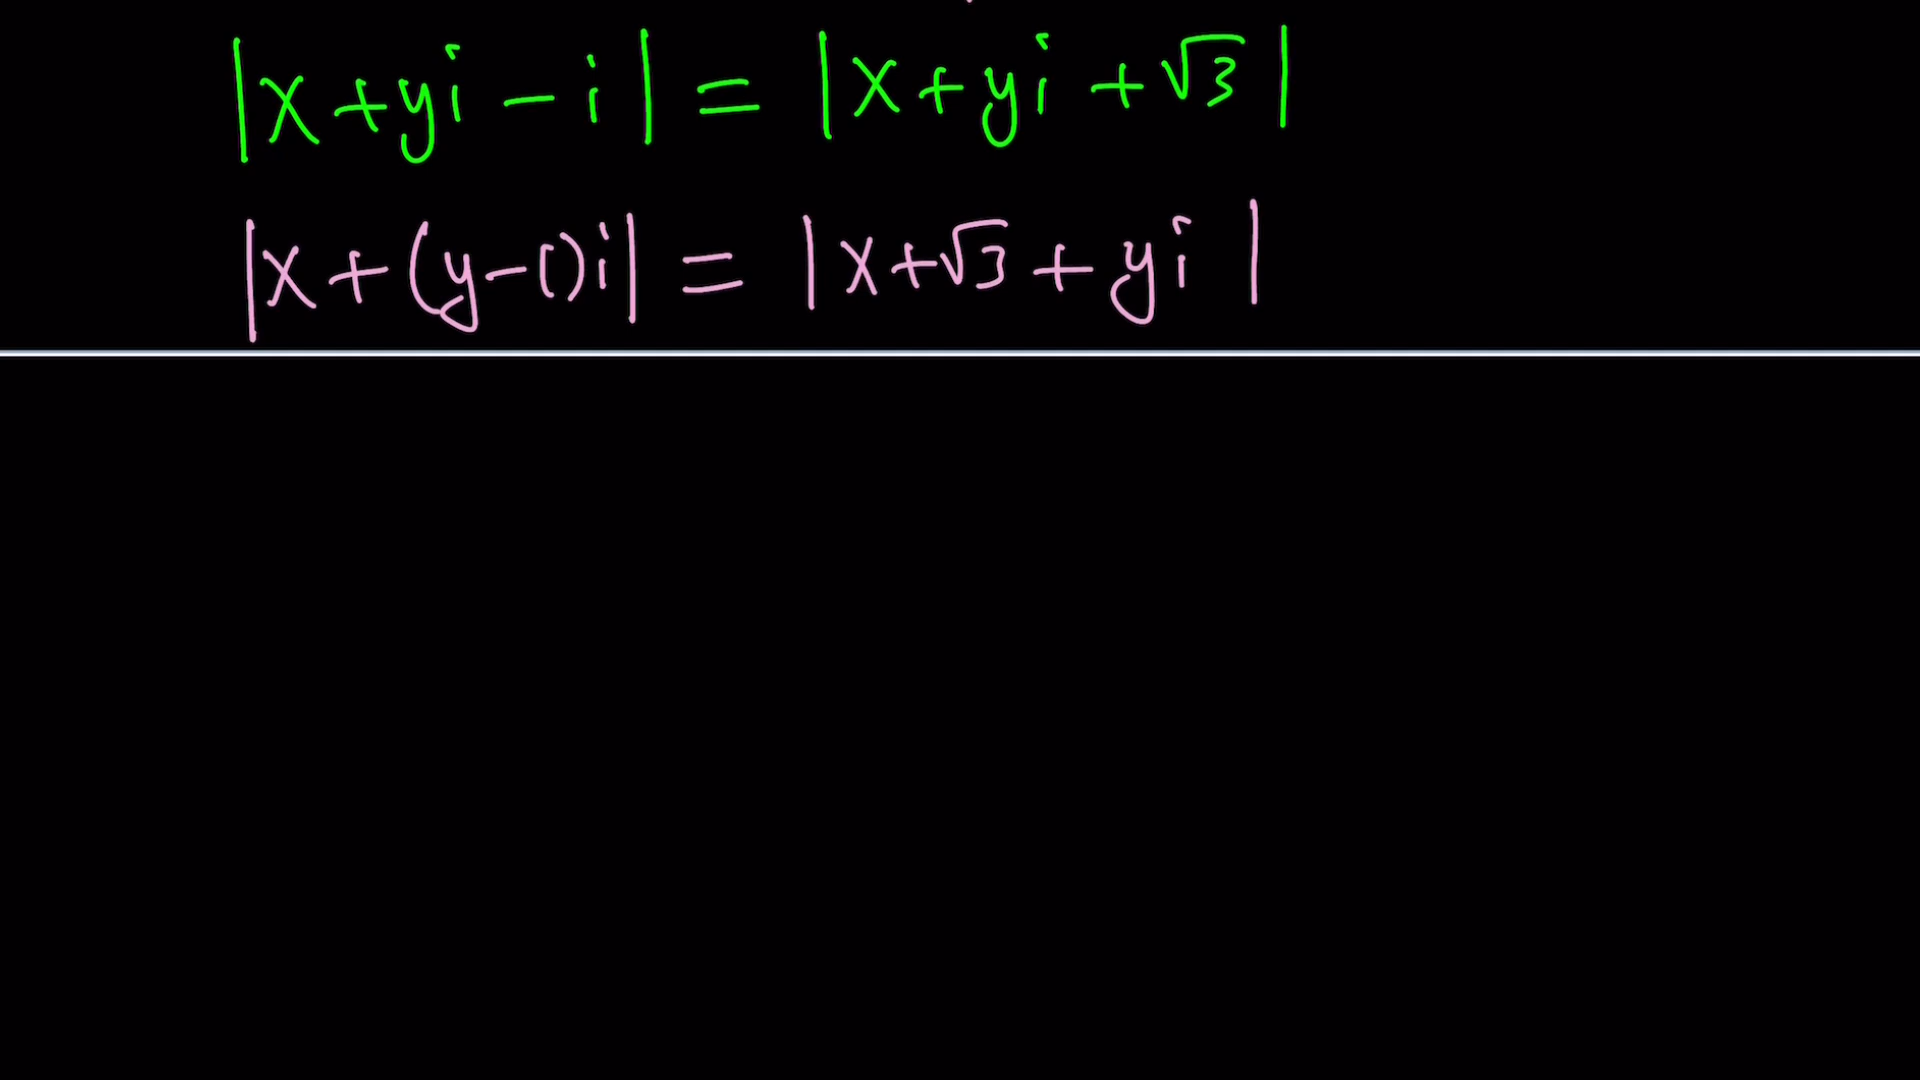 |x+yi-i| = |x+yi+√3|
|x+(y-1)i| = |x+√3+yi|